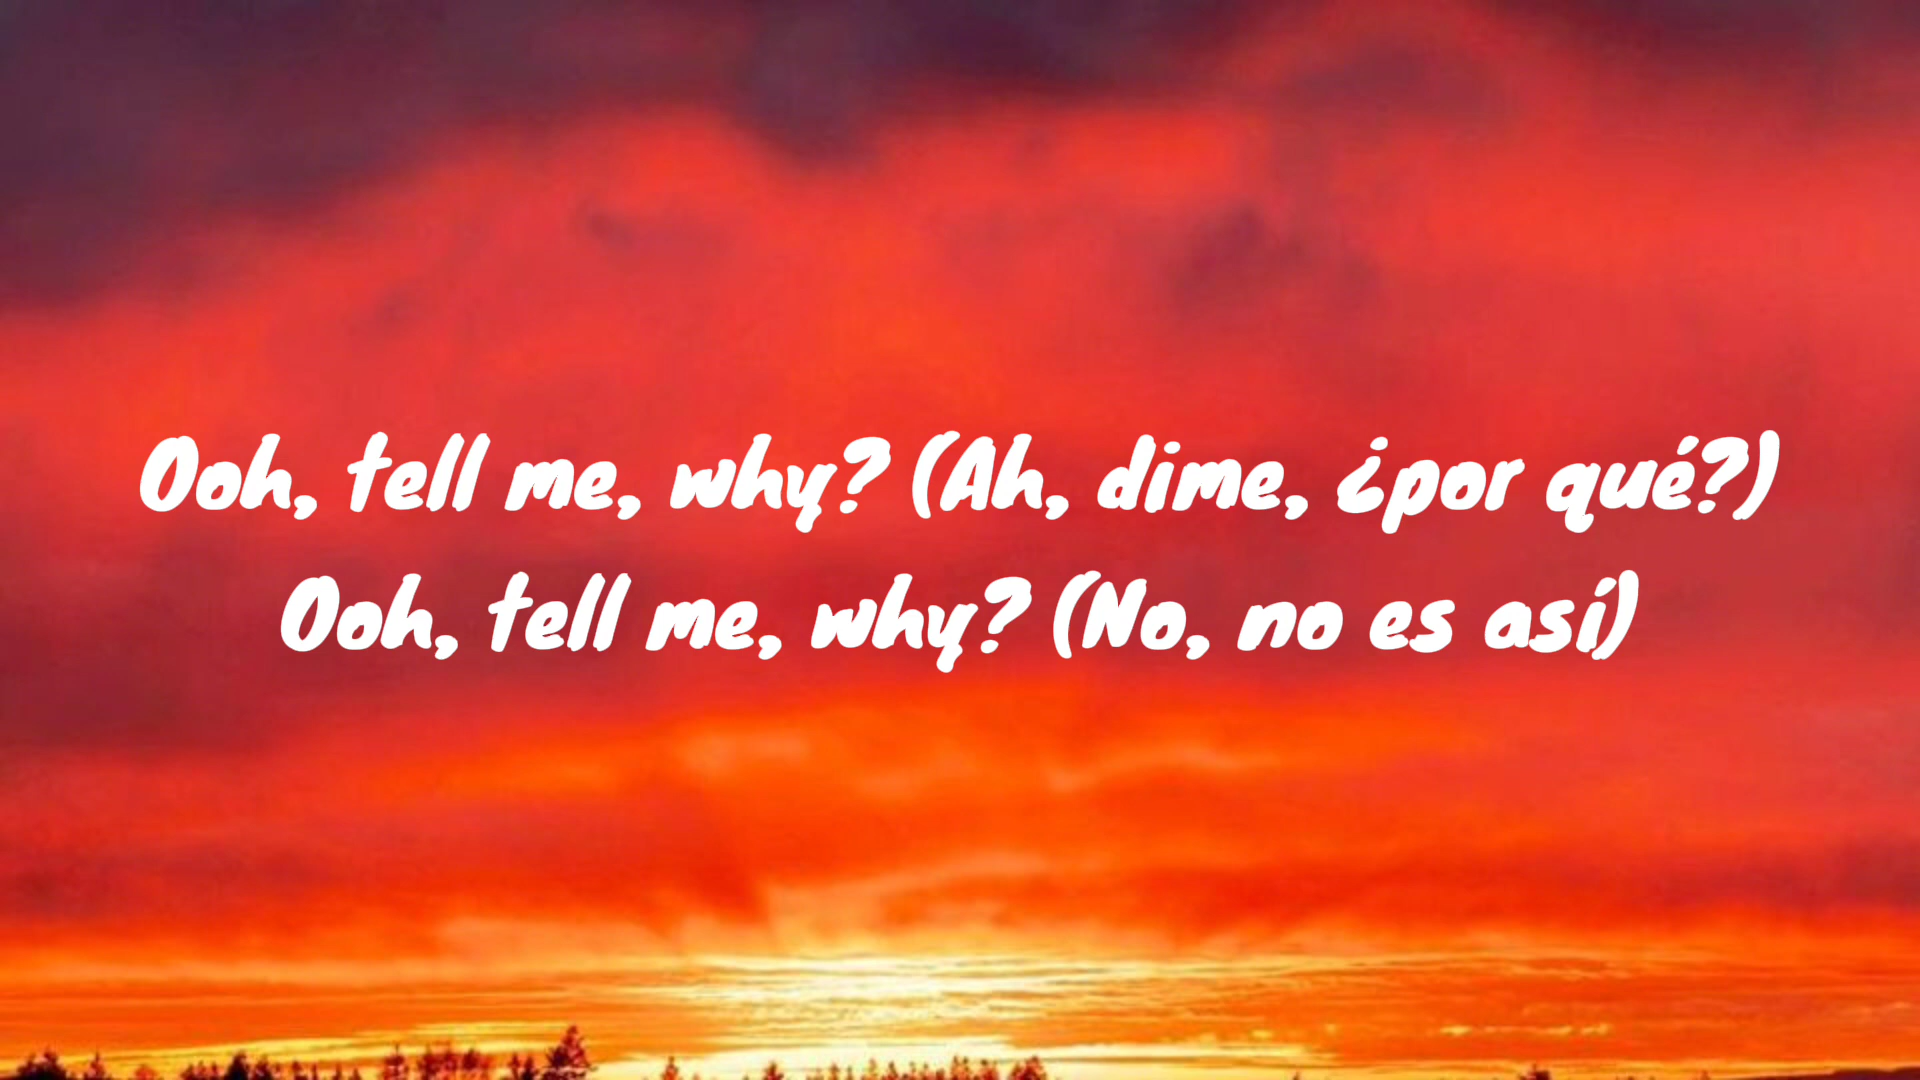 Ooh, tell me, why? (Ah, dime, ¿por qué?)
Ooh, tell me, why? (No, no es así)